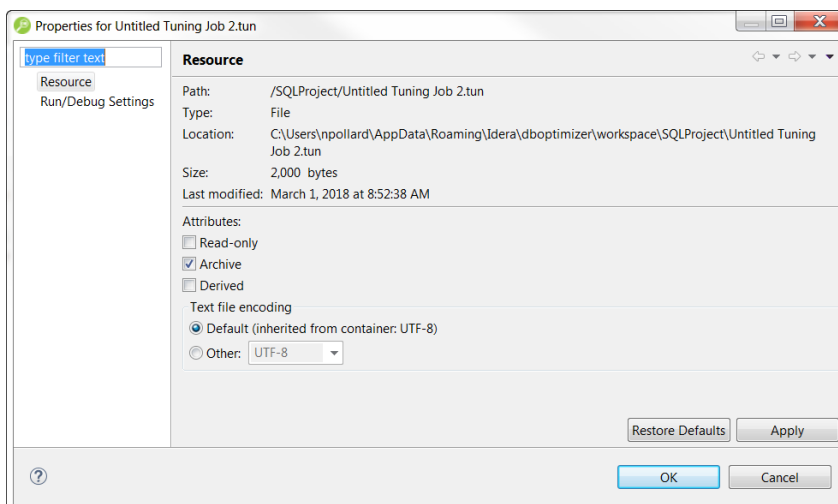 Properties for Untitled Tuning Job 2.tun
type filter text
Resource
Run/Debug Settings
Resource
Path: /SQLProject/Untitled Tuning Job 2.tun
Type: File
Location: C:\Users\npollard\AppData\Roaming\Idera\dboptimizer\workspace\SQLProject\Untitled Tuning
Job 2.tun
Size: 2,000 bytes
Last modified: March 1, 2018 at 8:52:38 AM
Attributes:
Read-only
Archive
Derived
Text file encoding
Default (inherited from container: UTF-8)
Other: UTF-8
Restore Defaults Apply
OK Cancel